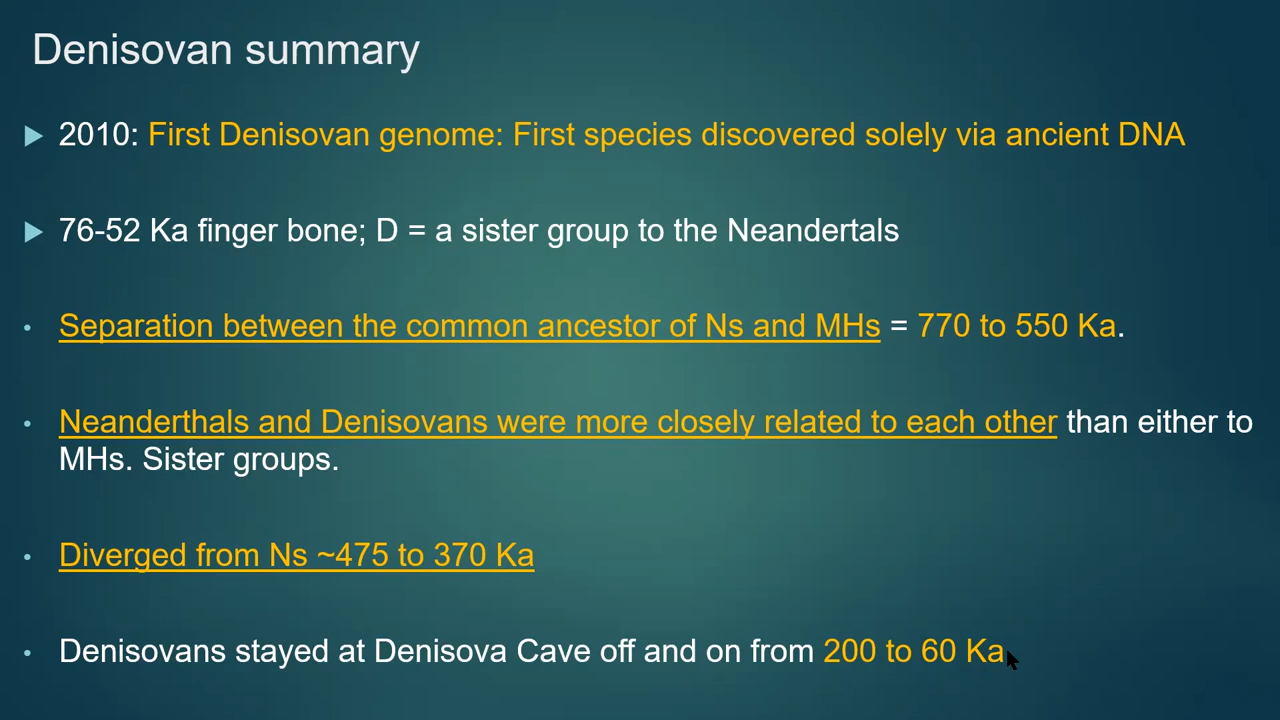 Denisovan summary
2010: First Denisovan genome: First species discovered solely via ancient DNA
76-52 Ka finger bone; D = a sister group to the Neandertals
Separation between the common ancestor of Ns and MHs = 770 to 550 Ka.
Neanderthals and Denisovans were more closely related to each other than either to
MHs. Sister groups.
Diverged from Ns ~475 to 370 Ka
Denisovans stayed at Denisova Cave off and on from 200 to 60 Ka